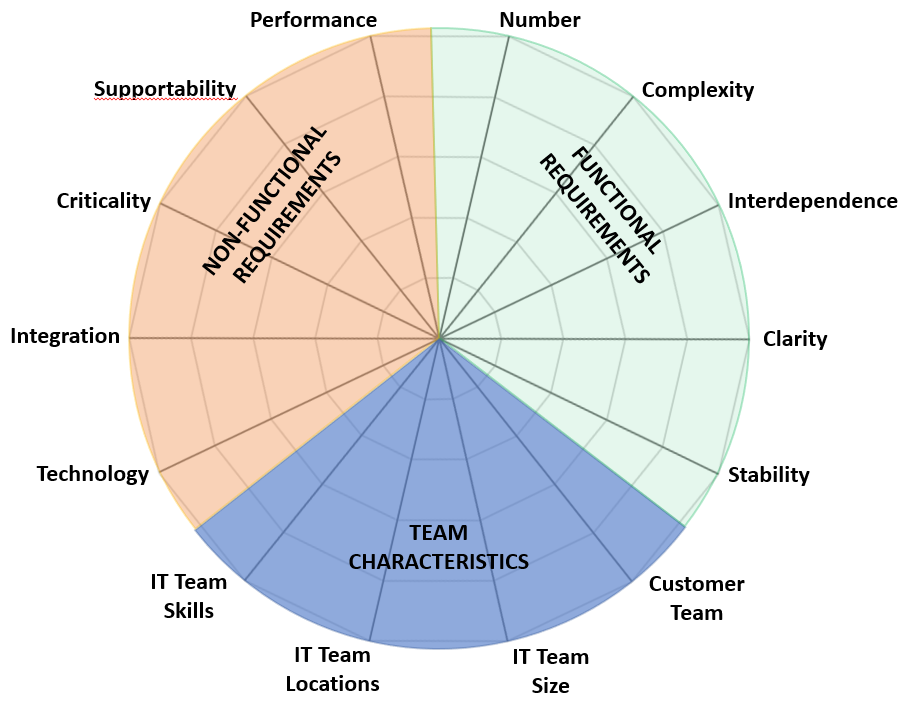 Performance
Number
Supportability
Complexity
Criticality
Interdependence
NON-FUNCTIONAL
REQUIREMENTS
FUNCTIONAL
REQUIREMENTS
Integration
Clarity
Technology
Stability
TEAM
CHARACTERISTICS
IT Team
Skills
Customer
Team
IT Team
Locations
IT Team
Size